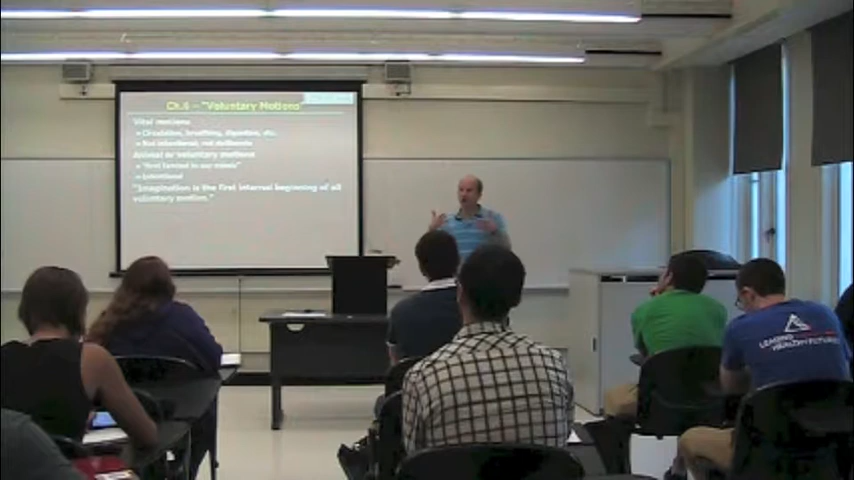 Ch.6 – "Voluntary Motions"
Vital motions
Circulation, breathing, digestion, etc.
Not intentional, not deliberate
Animal or voluntary motions
"first fancied in our minds"
Intentional
"Imagination is the first internal beginning of all
voluntary motion."
LEADING
HEALTHY FUTURES